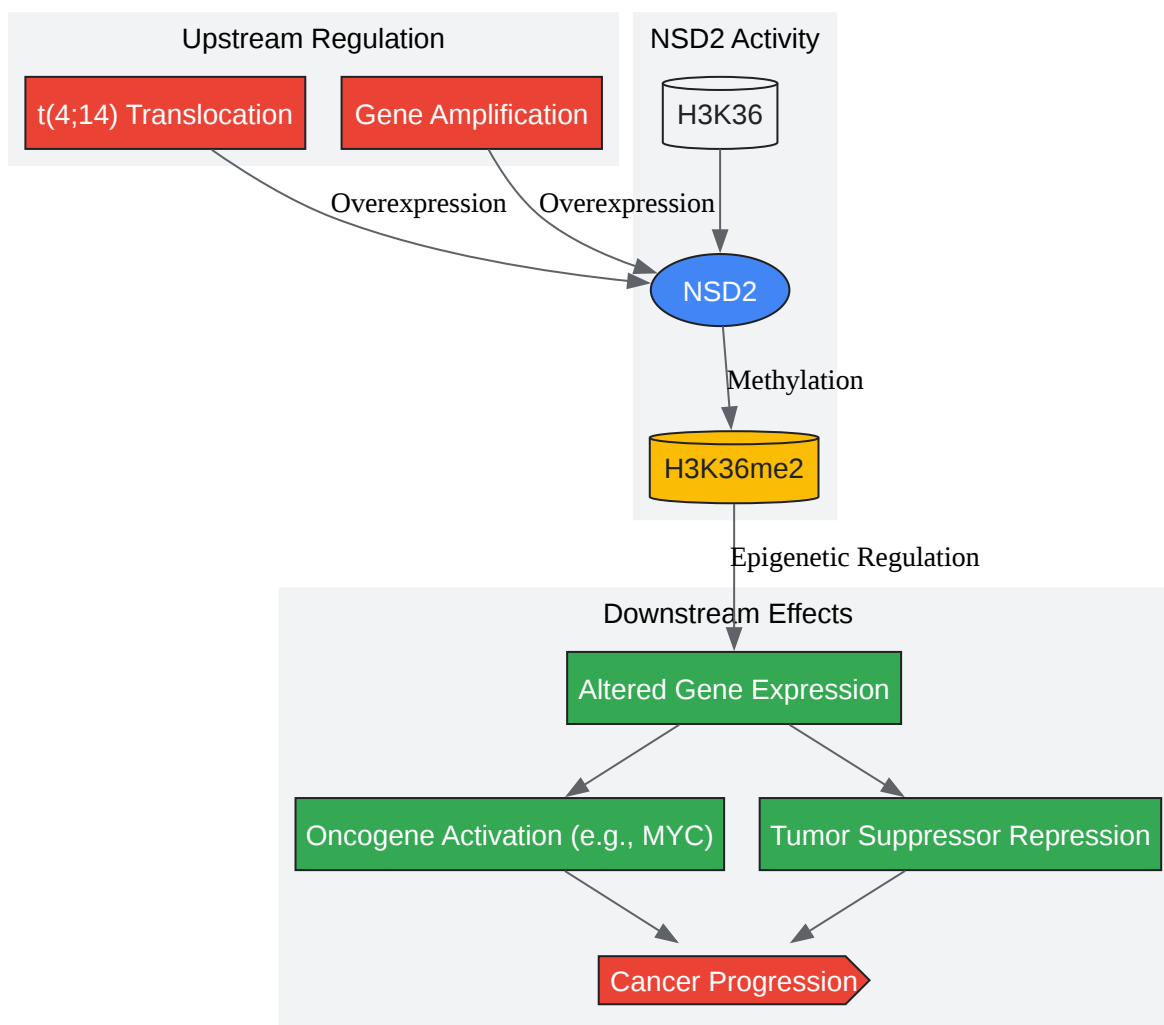 Upstream Regulation
NSD2 Activity
t(4;14) Translocation
Gene Amplification
H3K36
Overexpression
Overexpression
NSD2
Methylation
H3K36me2
Epigenetic Regulation
Downstream Effects
Altered Gene Expression
Oncogene Activation (e.g., MYC)
Tumor Suppressor Repression
Cancer Progression